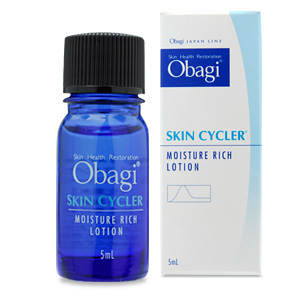 Skin Health Restoration
Obagi®
SKIN CYCLER
MOISTURE RICH
LOTION
5mL
Obagi JAPAN LINE
Skin Health Restoration
Obagi®
SKIN CYCLER®
MOISTURE RICH
LOTION
5mL